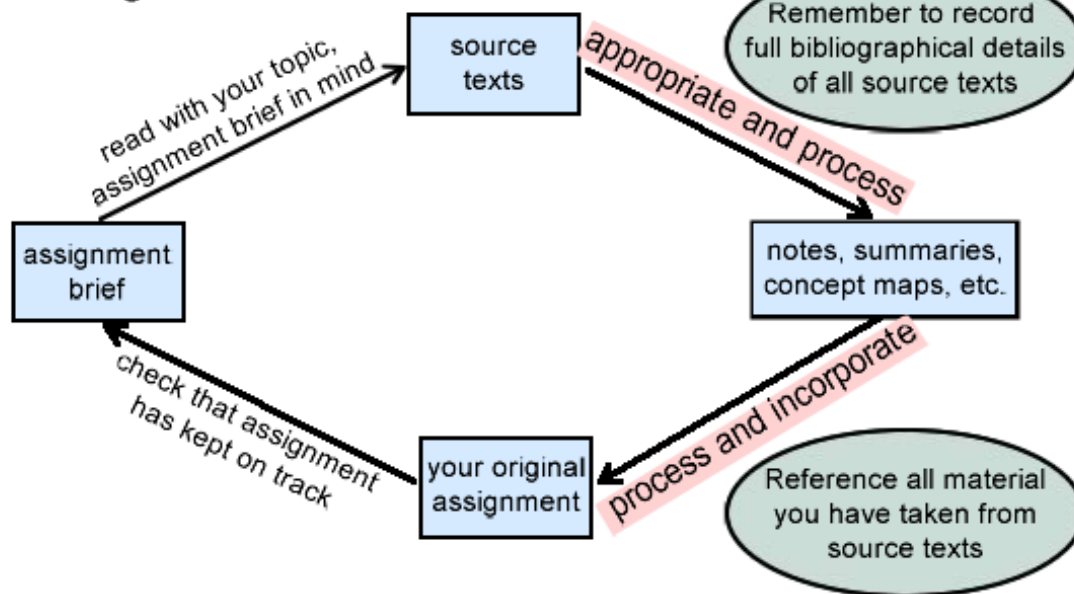 source
texts
Remember to record
full bibliographical details
of all source texts
read with your topic,
assignment brief in mind
appropriate and process
assignment
brief
notes, summaries,
concept maps, etc.
check that assignment
has kept on track
your original
assignment
process and incorporate
Reference all material
you have taken from
source texts